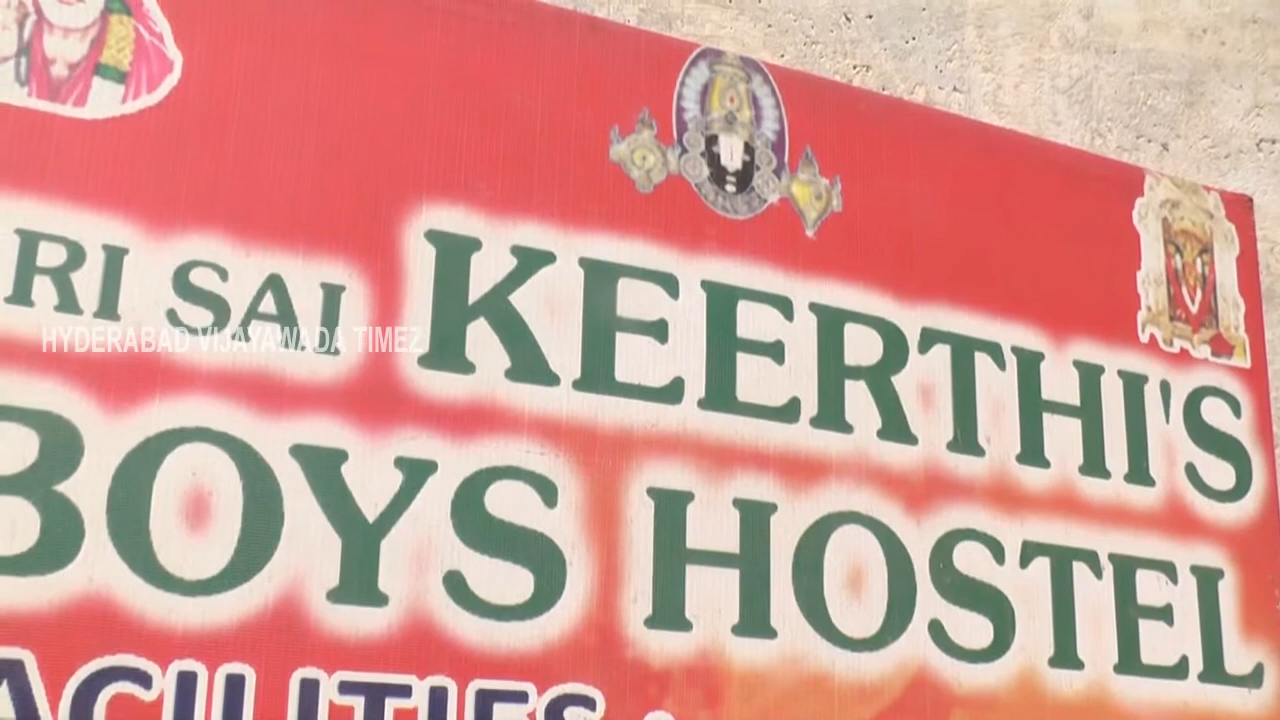 RI SAI KEERTHI'S
HYDERABAD VIJAYAWADA TIMEZ
BOYS HOSTEL
ACILITIES